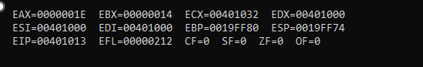 EAX=0000001E EBX=00000014 ECX=00401032 EDX=00401000
ESI=00401000 EDI=00401000 EBP=0019FF80 ESP=0019FF74
EIP=00401013 EFL=00000212 CF=0 SF=0 ZF=0 OF=0